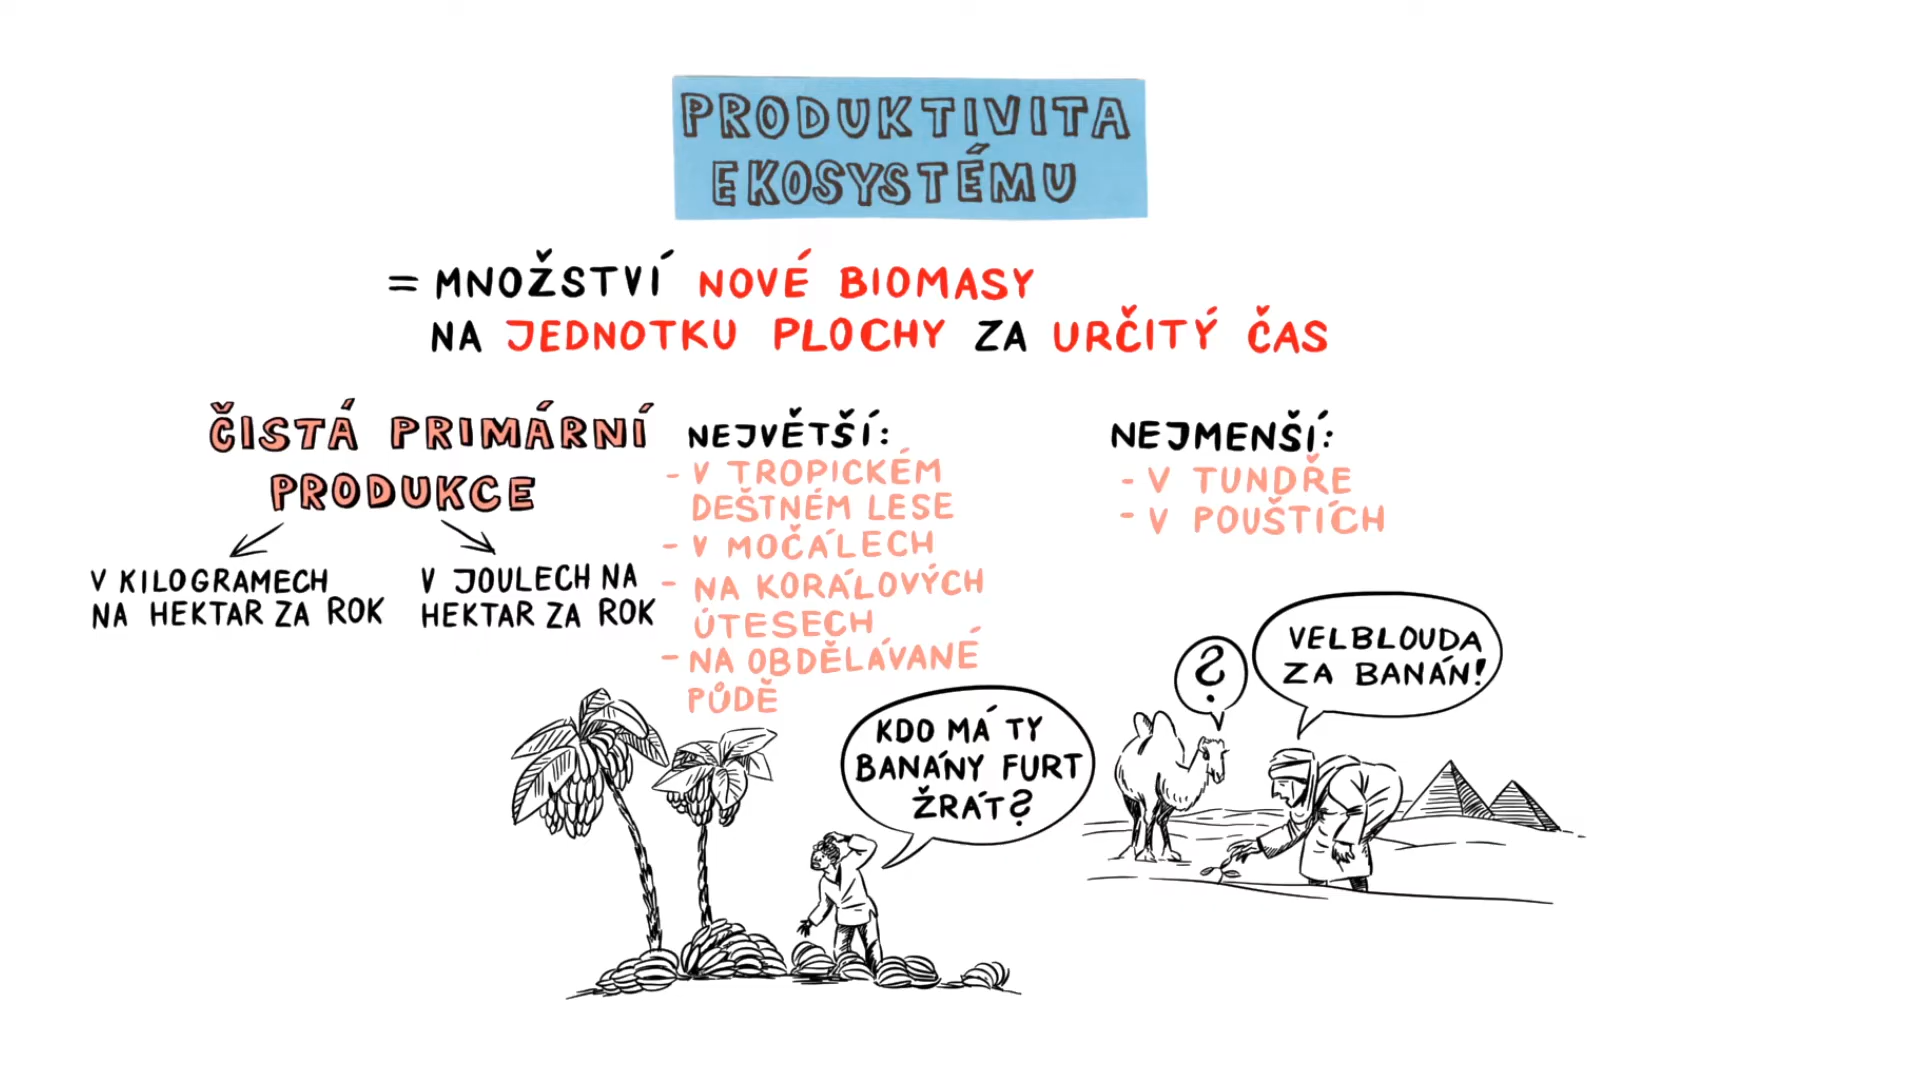 PRODUKTIVITA
EKOSYSTÉMU
= MNOŽSTVÍ NOVÉ BIOMASY
NA JEDNOTKU PLOCHY ZA URČITÝ ČAS
ČISTÁ PRIMÁRNÍ
PRODUKCE
V KILOGRAMECH
NA HEKTAR ZA ROK
V JOULECH NA
HEKTAR ZA ROK
NEJVĚTŠÍ:
- V TROPICKÉM
DEŠTNÉM LESE
- V MOČÁLECH
- NA KORÁLOVÝCH
ÚTESECH
- NA OBDĚLÁVANÉ
PŮDĚ
NEJMENŠÍ:
- V TUNDŘE
- V POUŠTÍCH
KDO MÁ TY
BANÁNY FURT
ŽRÁT?
?
VELBLOUDA
ZA BANÁN!